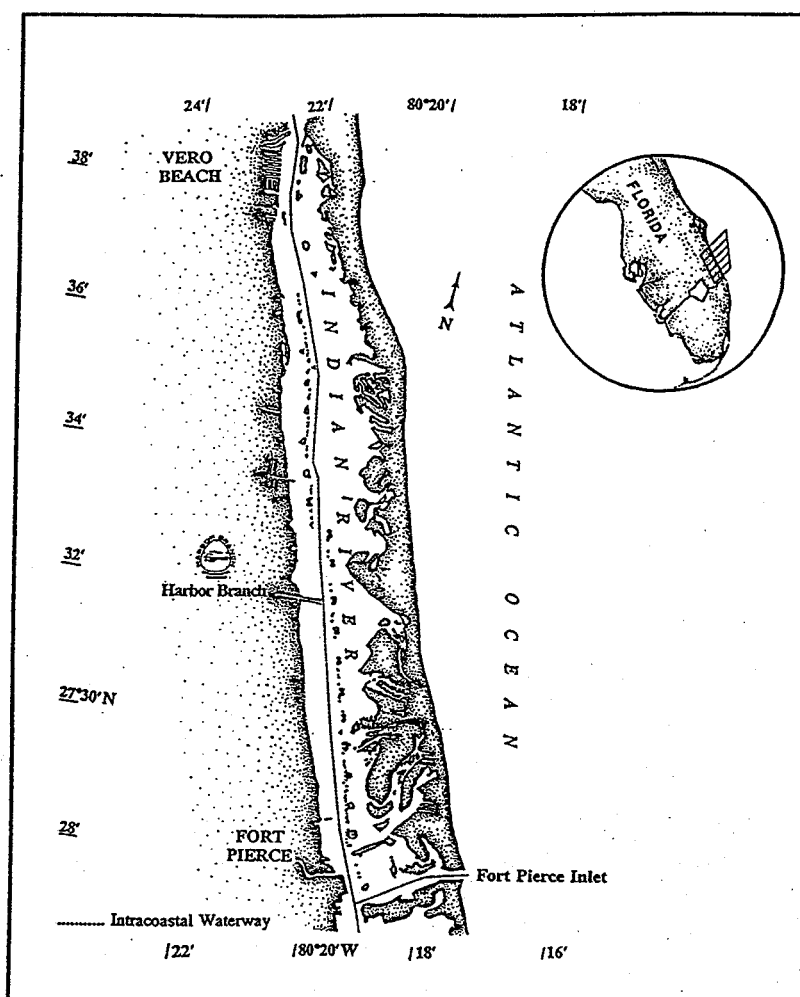 24'/ 22'/ 80°20'/ 18'/
38'
VERO
BEACH
FLORIDA
36'
N
INDIAN RIVER
ATLANTIC OCEAN
34'
32'
Harbor Branch
27°30'N
28'
FORT
PIERCE
Fort Pierce Inlet
Intracoastal Waterway
/22' /80°20'W /18' /16'